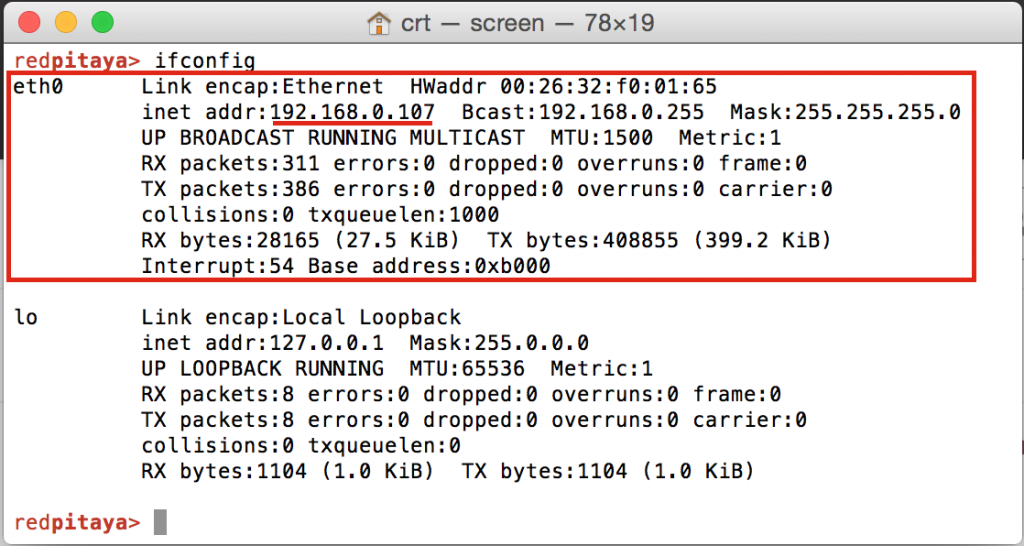 crt — screen — 78×19
redpitaya> ifconfig
eth0      Link encap:Ethernet  HWaddr 00:26:32:f0:01:65
          inet addr:192.168.0.107  Bcast:192.168.0.255  Mask:255.255.255.0
          UP BROADCAST RUNNING MULTICAST  MTU:1500  Metric:1
          RX packets:311 errors:0 dropped:0 overruns:0 frame:0
          TX packets:386 errors:0 dropped:0 overruns:0 carrier:0
          collisions:0 txqueuelen:1000
          RX bytes:28165 (27.5 KiB)  TX bytes:408855 (399.2 KiB)
          Interrupt:54 Base address:0xb000
lo        Link encap:Local Loopback
          inet addr:127.0.0.1  Mask:255.0.0.0
          UP LOOPBACK RUNNING  MTU:65536  Metric:1
          RX packets:8 errors:0 dropped:0 overruns:0 frame:0
          TX packets:8 errors:0 dropped:0 overruns:0 carrier:0
          collisions:0 txqueuelen:0
          RX bytes:1104 (1.0 KiB)  TX bytes:1104 (1.0 KiB)
redpitaya>